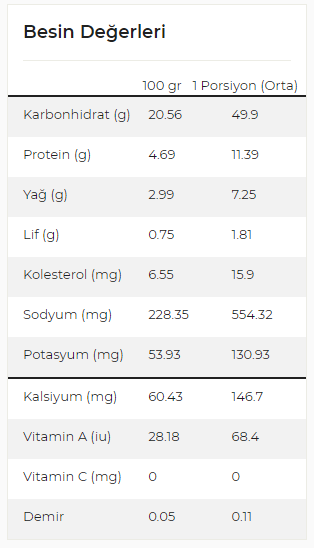 Besin Değerleri
100 gr 1 Porsiyon (Orta)
Karbonhidrat (g) 20.56 49.9
Protein (g) 4.69 11.39
Yağ (g) 2.99 7.25
Lif (g) 0.75 1.81
Kolesterol (mg) 6.55 15.9
Sodyum (mg) 228.35 554.32
Potasyum (mg) 53.93 130.93
Kalsiyum (mg) 60.43 146.7
Vitamin A (iu) 28.18 68.4
Vitamin C (mg) 0 0
Demir 0.05 0.11